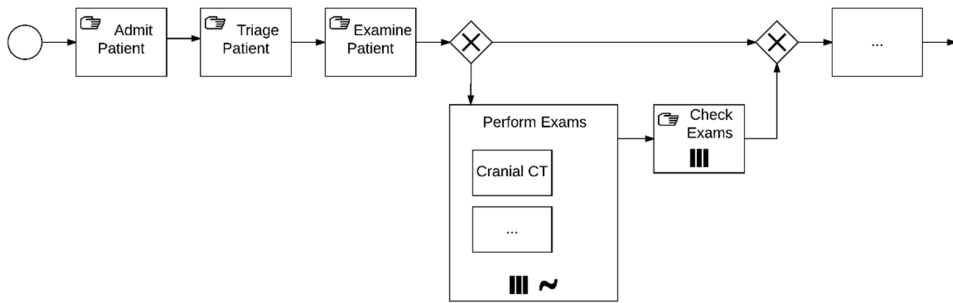 Admit
Patient
Triage
Patient
Examine
Patient
...
Perform Exams
Cranial CT
...
Check
Exams